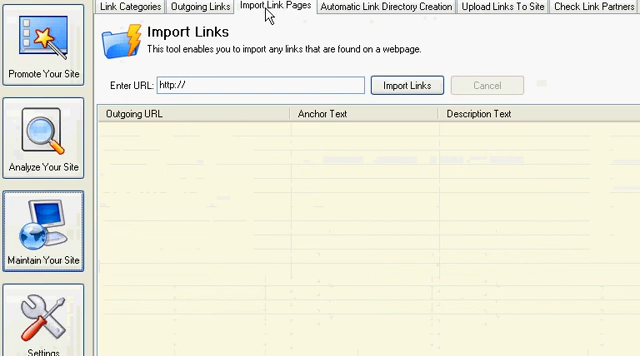 Link Categories Outgoing Links Import Link Pages Automatic Link Directory Creation Upload Links To Site Check Link Partners
Import Links
This tool enables you to import any links that are found on a webpage.
Promote Your Site
Enter URL: http:// Import Links Cancel
Outgoing URL Anchor Text Description Text
Analyze Your Site
Maintain Your Site
Settings